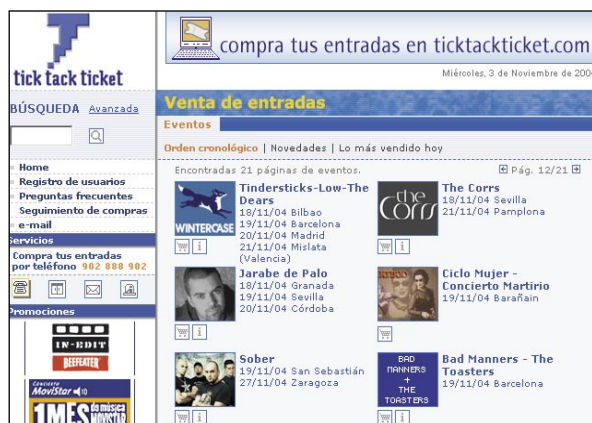 tick tack ticket
compra tus entradas en ticktackticket.com
Miércoles, 3 de Noviembre de 200
BÚSQUEDA Avanzada
Home
Registro de usuarios
Preguntas frecuentes
Seguimiento de compras
e-mail
Servicios
Compra tus entradas
por teléfono 902 888 902
Promociones
IN-EDIT
BEEFEATER
Concierto
MovieStar
1MES de música
MOVISTAR
Venta de entradas
Eventos
Orden cronológico | Novedades | Lo más vendido hoy
Encontradas 21 páginas de eventos.
Pág. 12/21
WINTERCASE
Tindersticks-Low-The
Dears
18/11/04 Bilbao
19/11/04 Barcelona
20/11/04 Madrid
21/11/04 Mislata
(Valencia)
the
Corrs
The Corrs
18/11/04 Sevilla
21/11/04 Pamplona
Jarabe de Palo
18/11/04 Granada
19/11/04 Sevilla
20/11/04 Córdoba
Ciclo Mujer -
Concierto Martirio
19/11/04 Barañain
Sober
19/11/04 San Sebastián
27/11/04 Zaragoza
BAD
MANNERS
+
THE
TOASTERS
Bad Manners - The
Toasters
19/11/04 Barcelona